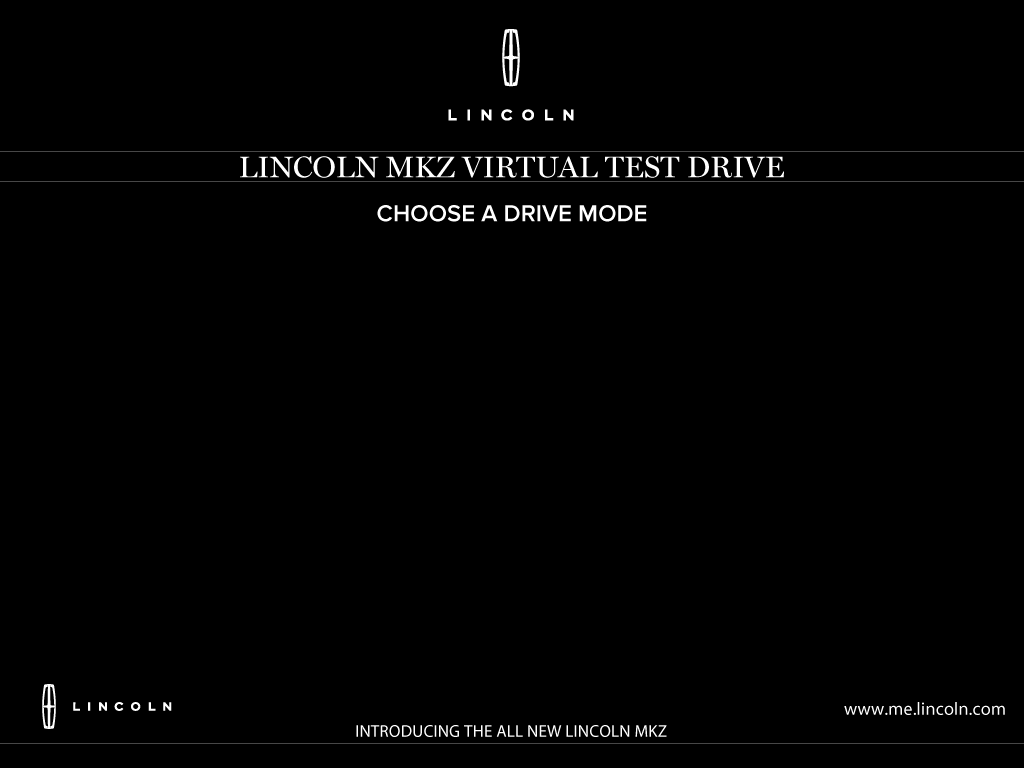 LINCOLN
LINCOLN MKZ VIRTUAL TEST DRIVE
CHOOSE A DRIVE MODE
LINCOLN
www.me.lincoln.com
INTRODUCING THE ALL NEW LINCOLN MKZ